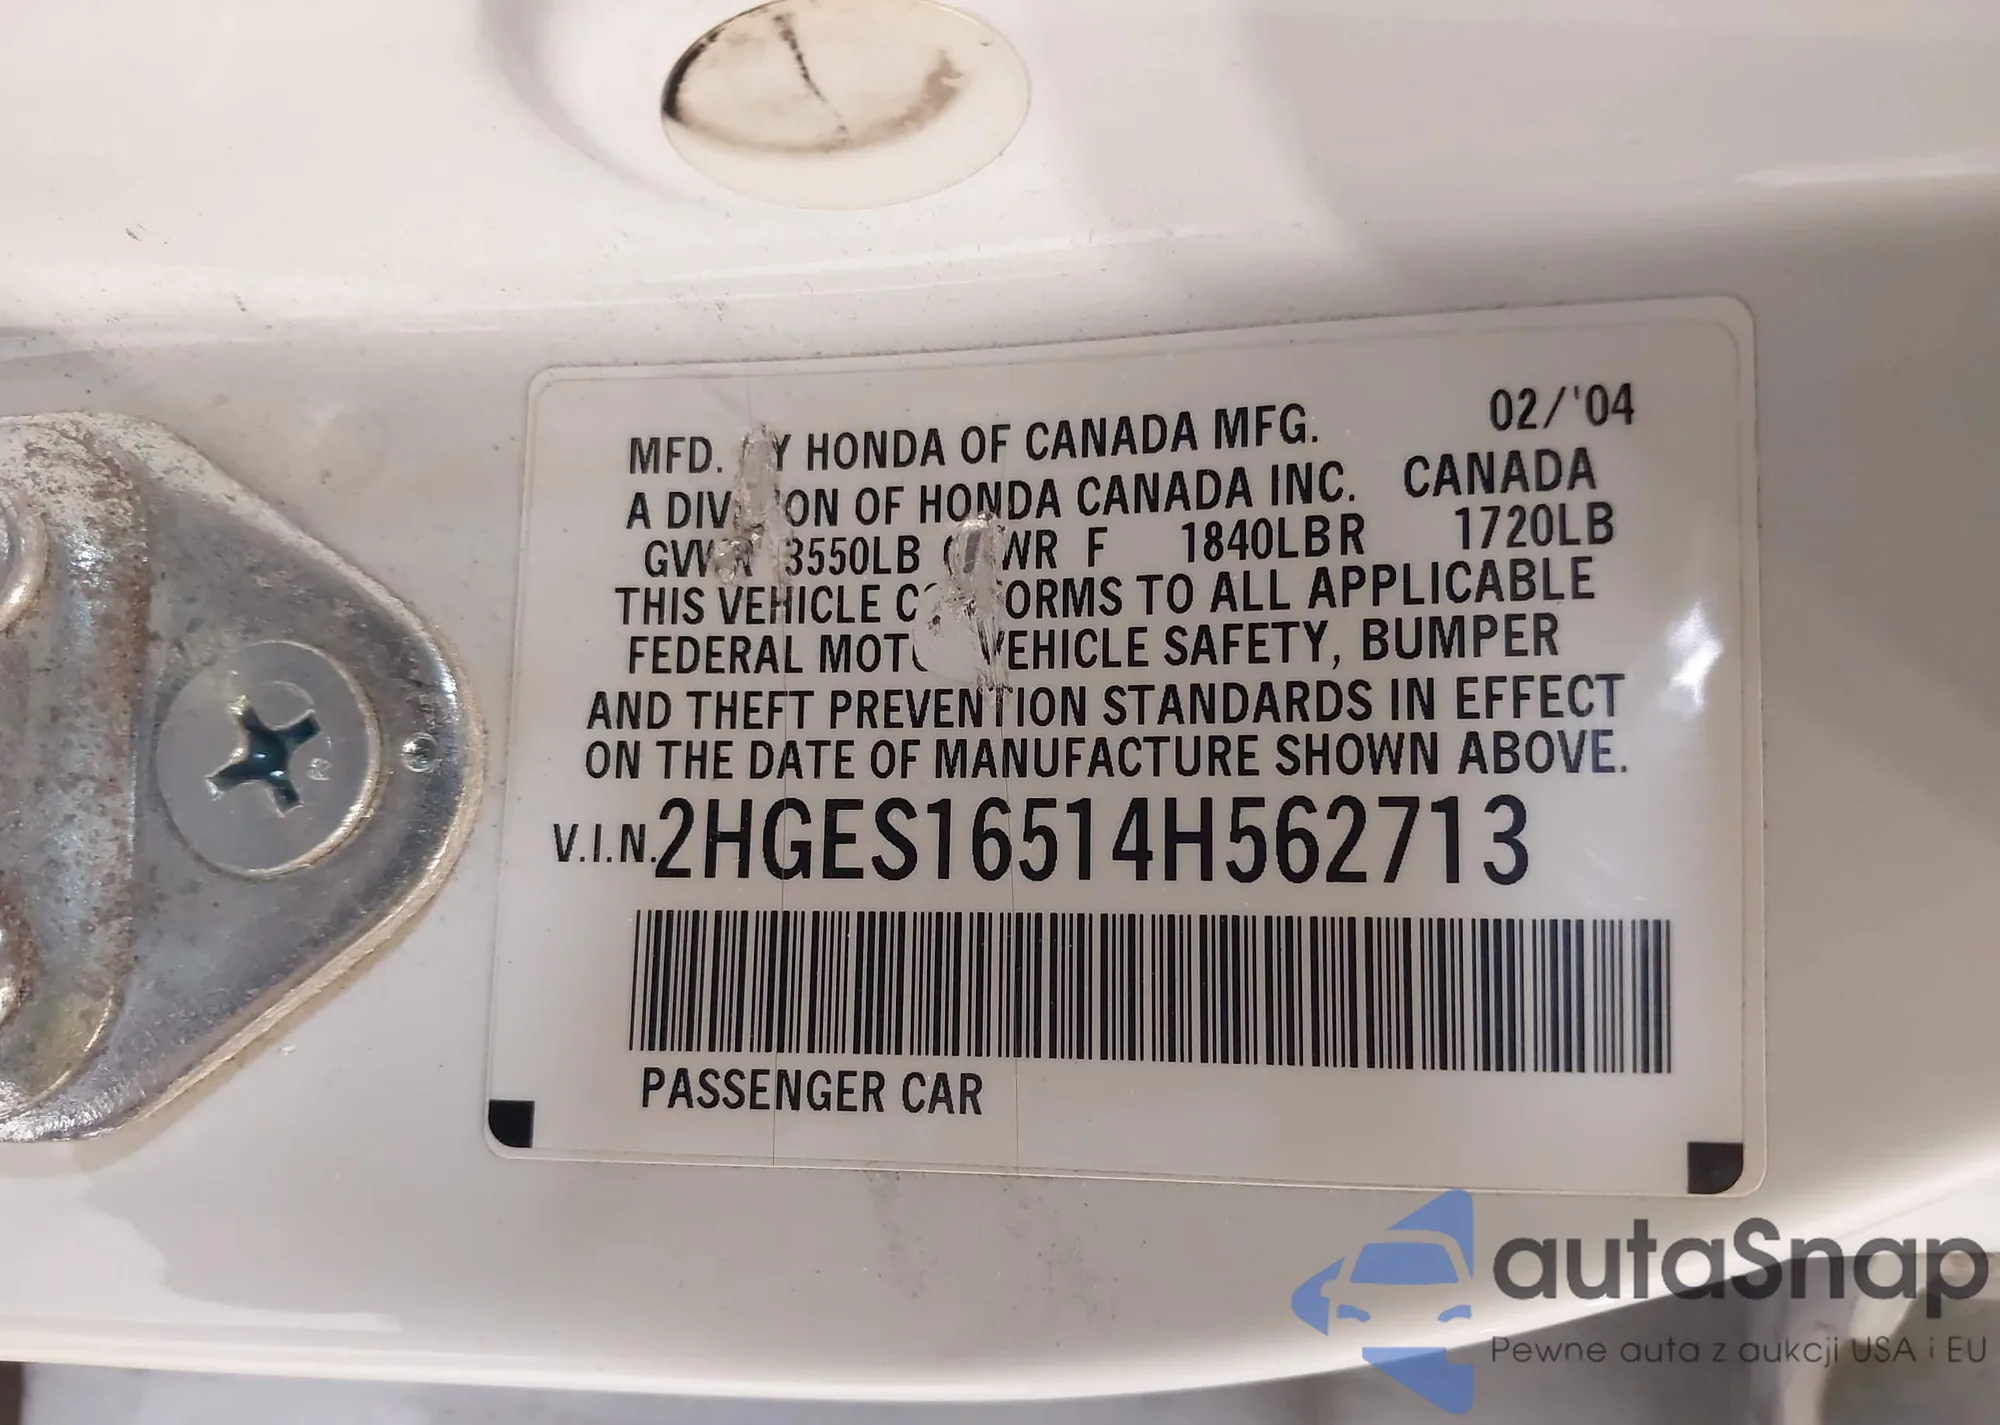 02/'04
MFD. BY HONDA OF CANADA MFG.
A DIVISION OF HONDA CANADA INC. CANADA
GVWR 3550LB GAWR F 1840LB R 1720LB
THIS VEHICLE CONFORMS TO ALL APPLICABLE
FEDERAL MOTOR VEHICLE SAFETY, BUMPER
AND THEFT PREVENTION STANDARDS IN EFFECT
ON THE DATE OF MANUFACTURE SHOWN ABOVE.
V.I.N. 2HGES16514H562713
PASSENGER CAR
autaSnap
Pewne auta z aukcji USA i EU